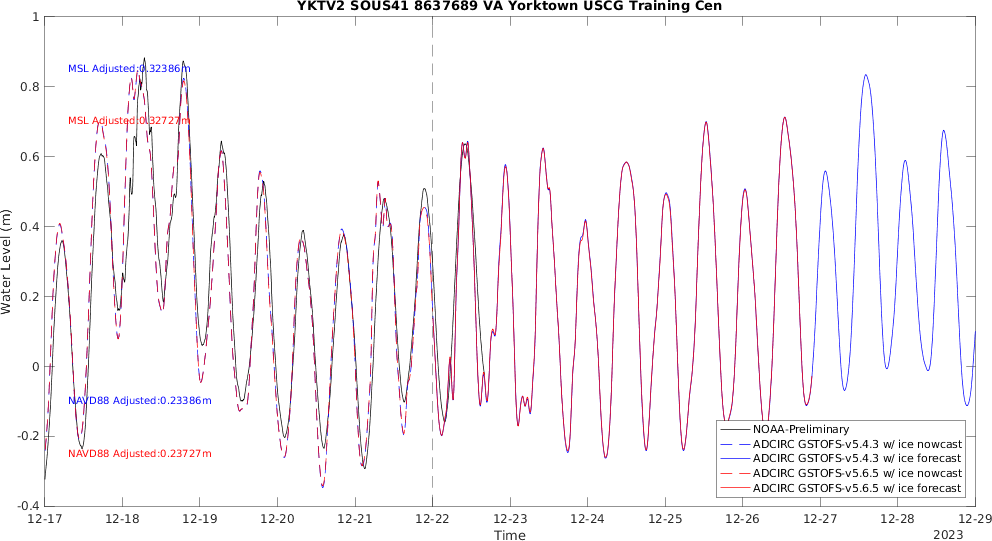 YKTV2 SOUS41 8637689 VA Yorktown USCG Training Cen
1
0.8
0.6
0.4
0.2
0
-0.2
-0.4
Water Level (m)
MSL Adjusted:0.32386m
MSL Adjusted:0.32727m
NAVD88 Adjusted:0.23386m
NAVD88 Adjusted:0.23727m
NOAA-Preliminary
ADCIRC GSTOFS-v5.4.3 w/ ice nowcast
ADCIRC GSTOFS-v5.4.3 w/ ice forecast
ADCIRC GSTOFS-v5.6.5 w/ ice nowcast
ADCIRC GSTOFS-v5.6.5 w/ ice forecast
12-17 12-18 12-19 12-20 12-21 12-22 12-23 12-24 12-25 12-26 12-27 12-28 12-29
Time
2023